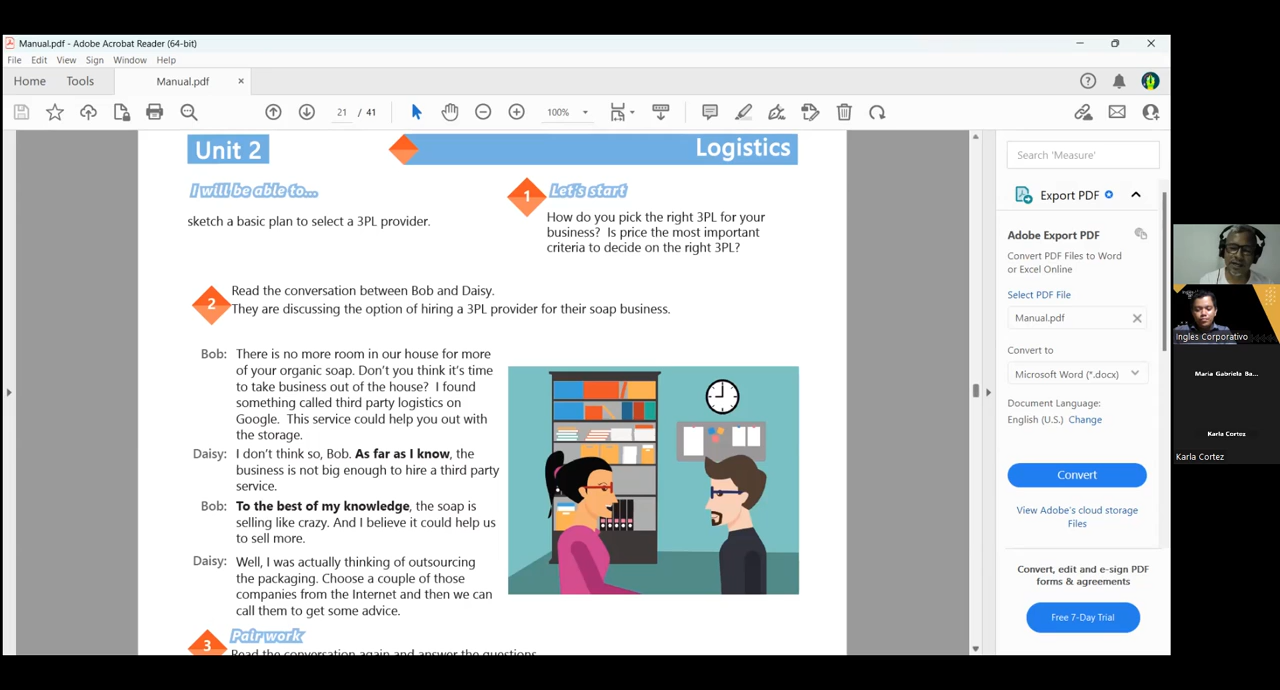 Manual.pdf - Adobe Acrobat Reader (64-bit)
File Edit View Sign Window Help
Home Tools Manual.pdf ×
21 / 41 100%
Unit 2 Logistics
I will be able to...
sketch a basic plan to select a 3PL provider.
1 Let's start
How do you pick the right 3PL for your
business? Is price the most important
criteria to decide on the right 3PL?
2 Read the conversation between Bob and Daisy.
They are discussing the option of hiring a 3PL provider for their soap business.
Bob: There is no more room in our house for more
of your organic soap. Don't you think it's time
to take business out of the house? I found
something called third party logistics on
Google. This service could help you out with
the storage.
Daisy: I don't think so, Bob. As far as I know, the
business is not big enough to hire a third party
service.
Bob: To the best of my knowledge, the soap is
selling like crazy. And I believe it could help us
to sell more.
Daisy: Well, I was actually thinking of outsourcing
the packaging. Choose a couple of those
companies from the Internet and then we can
call them to get some advice.
3 Pair work
Read the conversation again and answer the questions
Search 'Measure'
Export PDF
Adobe Export PDF
Convert PDF Files to Word
or Excel Online
Select PDF File
Manual.pdf
Convert to
Microsoft Word (*.docx)
Document Language:
English (U.S.) Change
Convert
View Adobe's cloud storage
Files
Convert, edit and e-sign PDF
forms & agreements
Free 7-Day Trial
Ingles Corporativo
Maria Gabriela Ba...
Karla Cortez
Karla Cortez